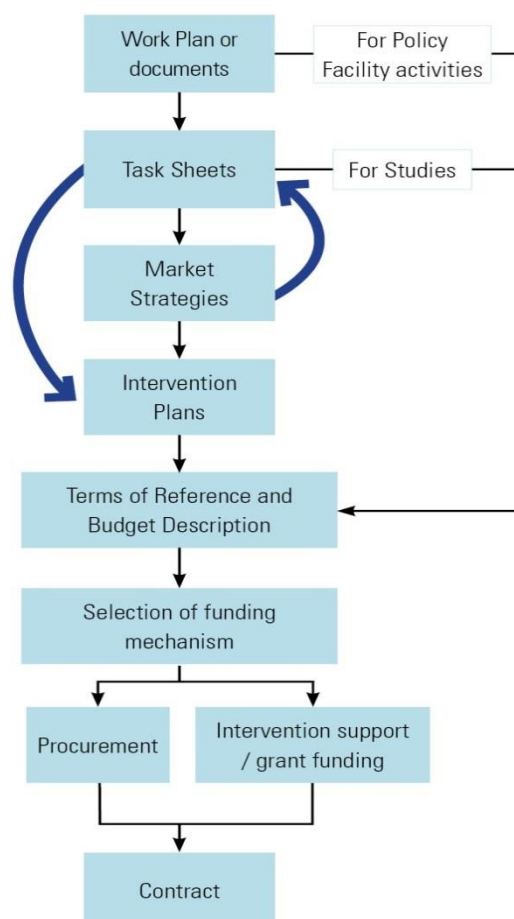 Work Plan or
documents
For Policy
Facility activities
Task Sheets
For Studies
Market
Strategies
Intervention
Plans
Terms of Reference and
Budget Description
Selection of funding
mechanism
Procurement
Intervention support
/ grant funding
Contract